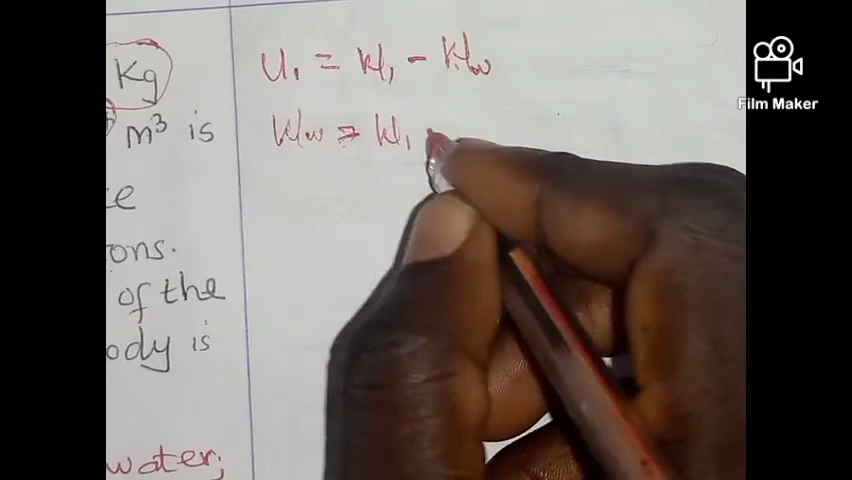 Kg
m³ is
ce
ons.
of the
ody is
water;
U₁ = W₁ - Ww
Ww = W₁
Film Maker